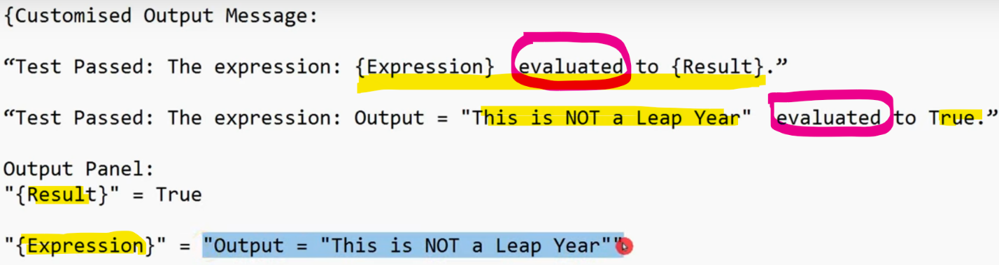 {Customised Output Message:
“Test Passed: The expression: {Expression} evaluated to {Result}.”
“Test Passed: The expression: Output = "This is NOT a Leap Year" evaluated to True.”
Output Panel:
"{Result}" = True
"{Expression}" = "Output = "This is NOT a Leap Year""